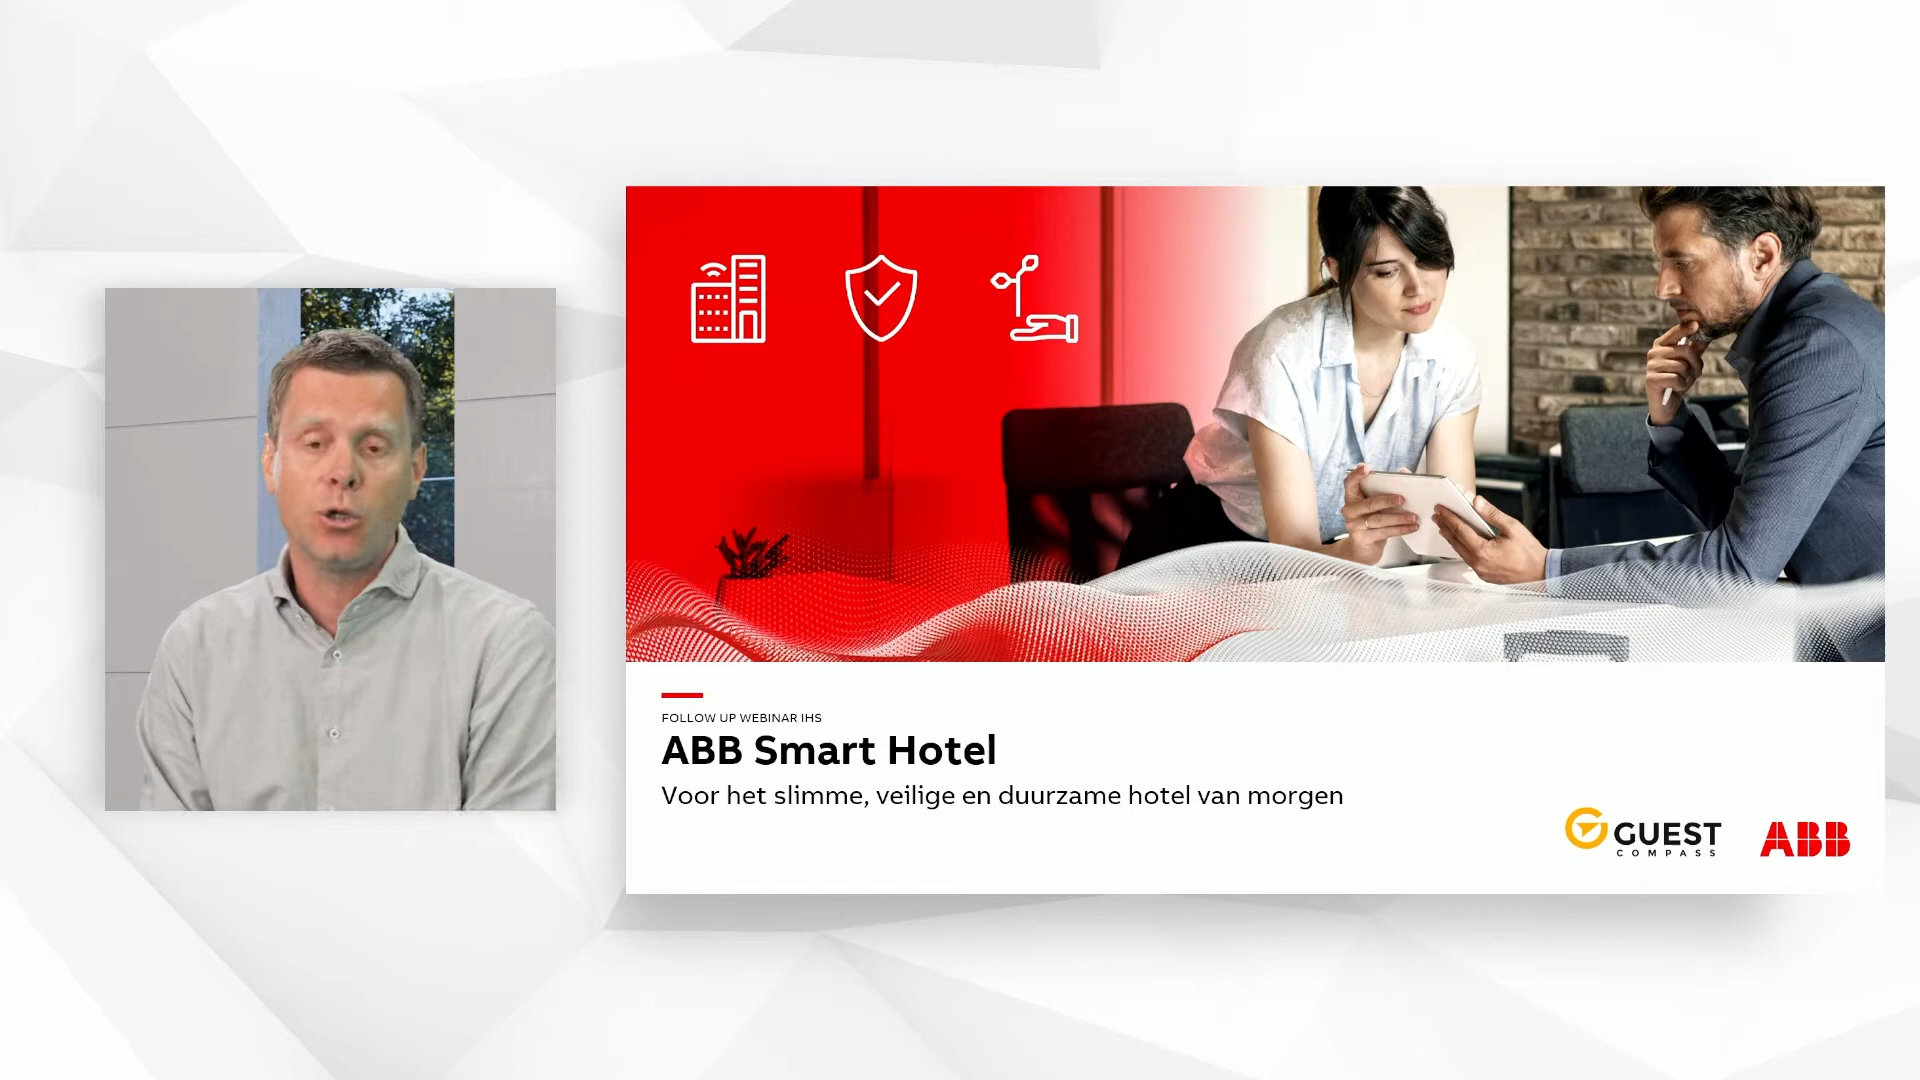 FOLLOW UP WEBINAR IHS
ABB Smart Hotel
Voor het slimme, veilige en duurzame hotel van morgen
GUEST
COMPASS
ABB